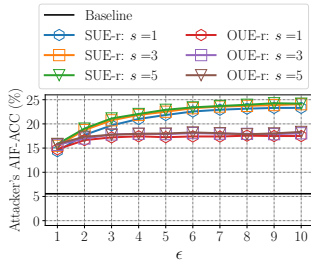 Baseline
SUE-r: s =1 OUE-r: s =1
SUE-r: s =3 OUE-r: s =3
SUE-r: s =5 OUE-r: s =5
Attacker's AIF-ACC (%)
25
20
15
10
5
0
1 2 3 4 5 6 7 8 9 10
ϵ